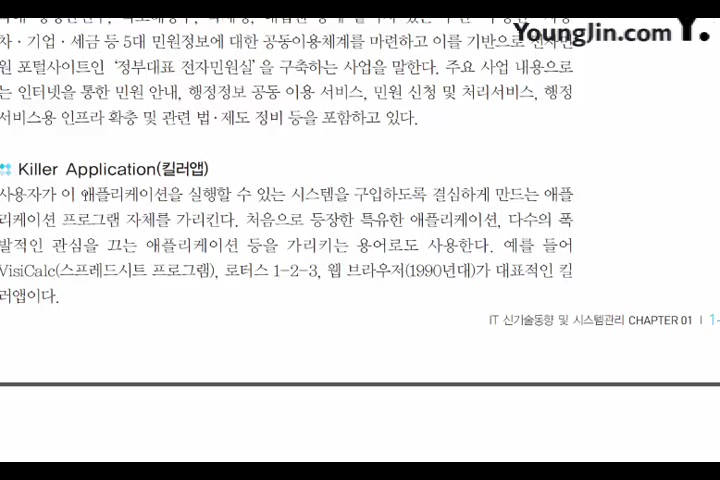 YoungJin.com Y.
차·기업·세금 등 5대 민원정보에 대한 공동이용체계를 마련하고 이를 기반으로 전자민
원 포털사이트인 '정부대표 전자민원실'을 구축하는 사업을 말한다. 주요 사업 내용으로
는 인터넷을 통한 민원 안내, 행정정보 공동 이용 서비스, 민원 신청 및 처리서비스, 행정
서비스용 인프라 확층 및 관련 법·제도 정비 등을 포함하고 있다.
Killer Application(킬러앱)
사용자가 이 애플리케이션을 실행할 수 있는 시스템을 구입하도록 결심하게 만드는 애플
리케이션 프로그램 자체를 가리킨다. 처음으로 등장한 특유한 애플리케이션, 다수의 폭
발적인 관심을 끄는 애플리케이션 등을 가리키는 용어로도 사용한다. 예를 들어
VisiCalc(스프레드시트 프로그램), 로터스 1-2-3, 웹 브라우저(1990년대)가 대표적인 킬
러앱이다.
IT 신기술동향 및 시스템관리 CHAPTER 01 | 1-